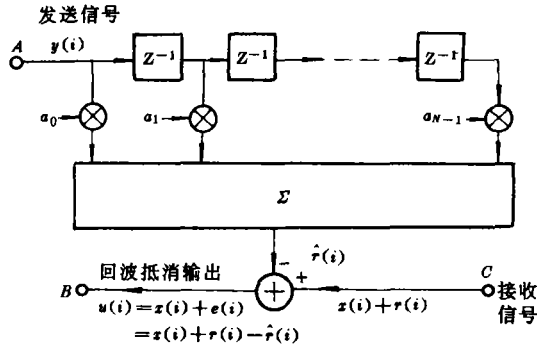 发送信号
A
y(i)
Z⁻¹
Z⁻¹
Z⁻¹
a₀
a₁
a_{N-1}
Σ
r̂(i)
回波抵消输出
B
u(i)=x(i)+e(i)
=x(i)+r(i)-r̂(i)
-
+
+
x(i)+r(i)
C
接收
信号